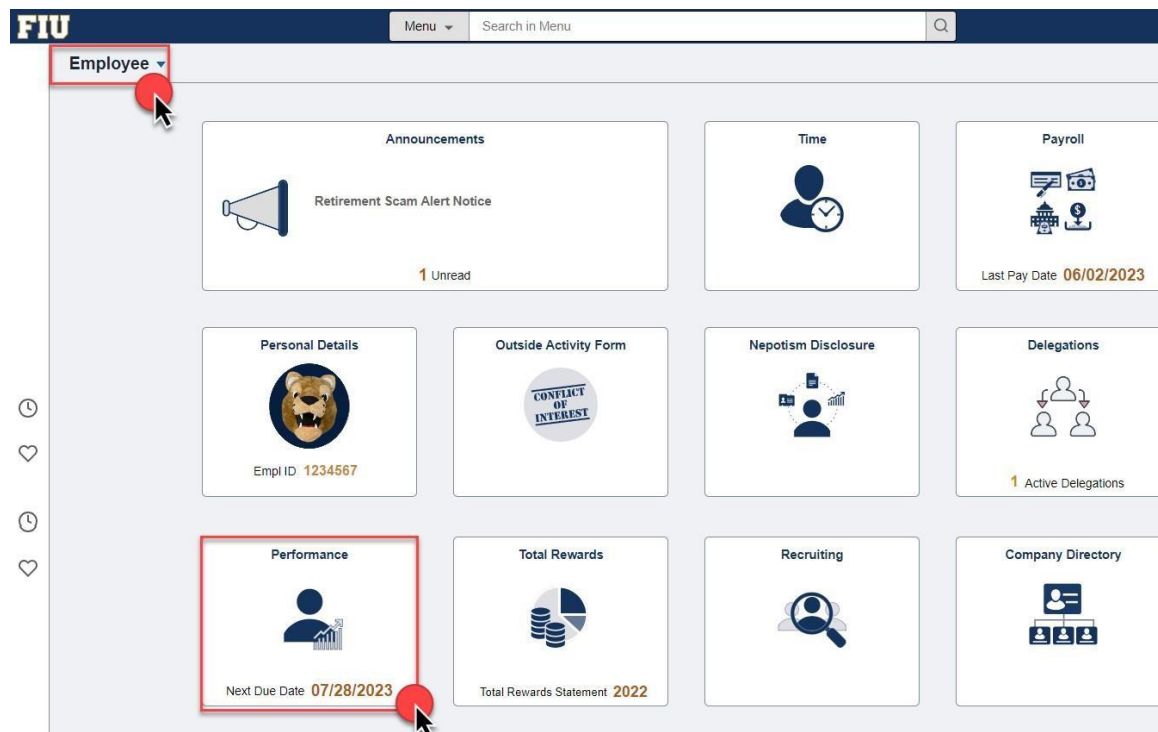 FIU
Menu
Search in Menu
Employee
Announcements
Retirement Scam Alert Notice
1 Unread
Time
Payroll
Last Pay Date 06/02/2023
Personal Details
Empl ID 1234567
Outside Activity Form
CONFLICT
OF
INTEREST
Nepotism Disclosure
Delegations
1 Active Delegations
Performance
Next Due Date 07/28/2023
Total Rewards
Total Rewards Statement 2022
Recruiting
Company Directory